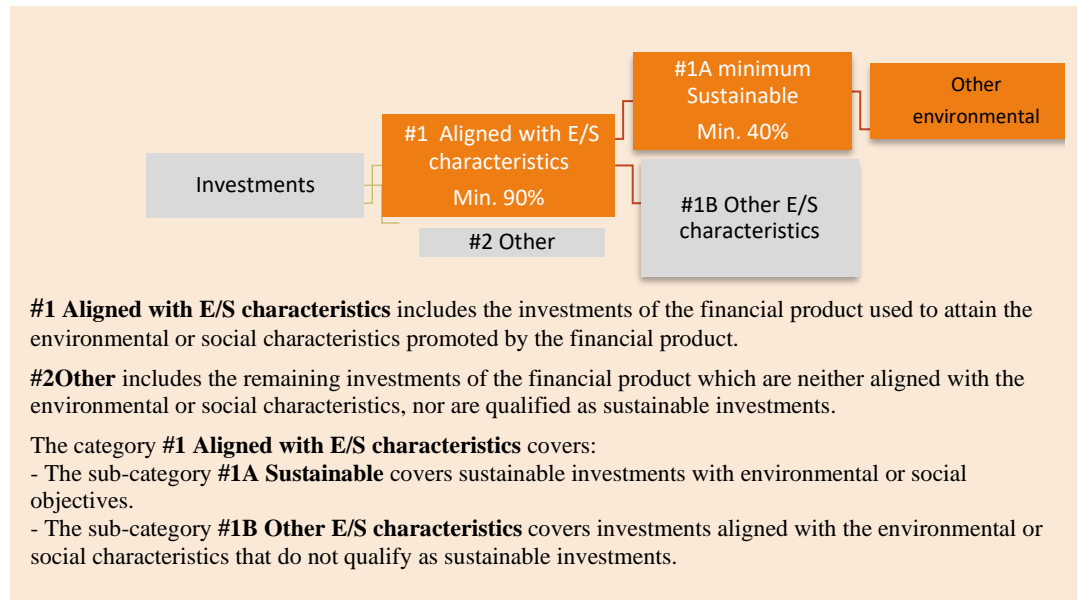 #1A minimum
Sustainable
Min. 40%
Other
environmental
#1 Aligned with E/S
characteristics
Min. 90%
Investments
#1B Other E/S
characteristics
#2 Other
#1 Aligned with E/S characteristics includes the investments of the financial product used to attain the
environmental or social characteristics promoted by the financial product.
#2Other includes the remaining investments of the financial product which are neither aligned with the
environmental or social characteristics, nor are qualified as sustainable investments.
The category #1 Aligned with E/S characteristics covers:
- The sub-category #1A Sustainable covers sustainable investments with environmental or social
objectives.
- The sub-category #1B Other E/S characteristics covers investments aligned with the environmental or
social characteristics that do not qualify as sustainable investments.